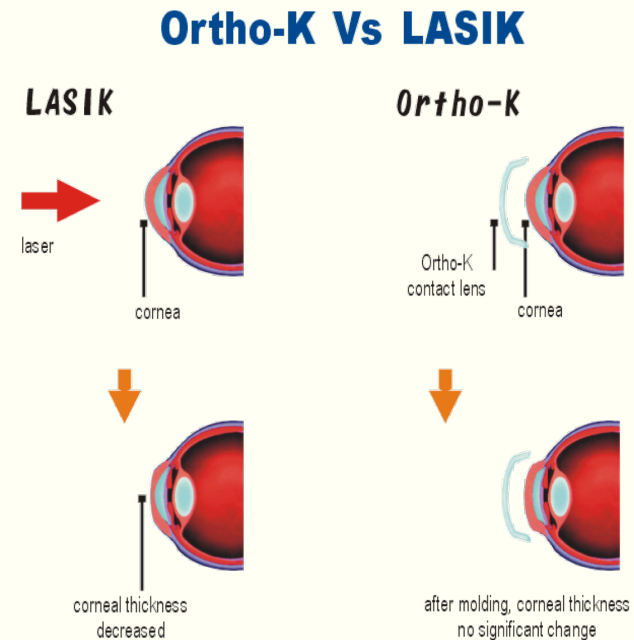 Ortho-K Vs LASIK
LASIK
Ortho-K
laser
cornea
Ortho-K
contact lens
cornea
corneal thickness
decreased
after molding, corneal thickness
no significant change